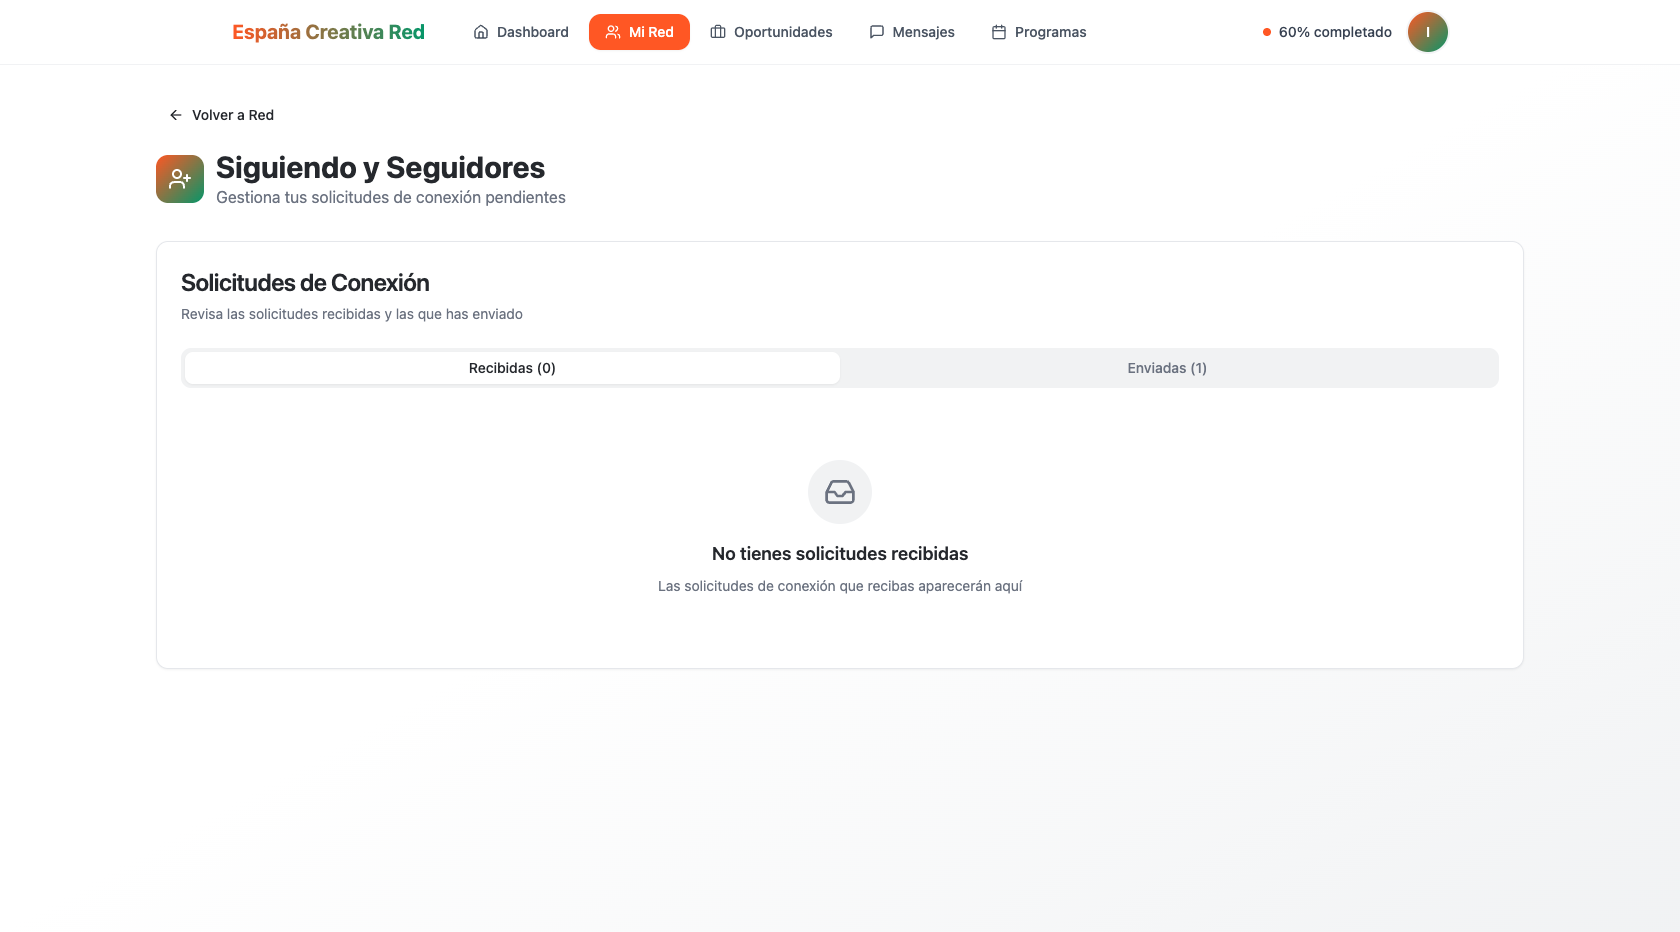 España Creativa Red
Dashboard
Mi Red
Oportunidades
Mensajes
Programas
60% completado
I
Volver a Red
Siguiendo y Seguidores
Gestiona tus solicitudes de conexión pendientes
Solicitudes de Conexión
Revisa las solicitudes recibidas y las que has enviado
Recibidas (0)
Enviadas (1)
No tienes solicitudes recibidas
Las solicitudes de conexión que recibas aparecerán aquí